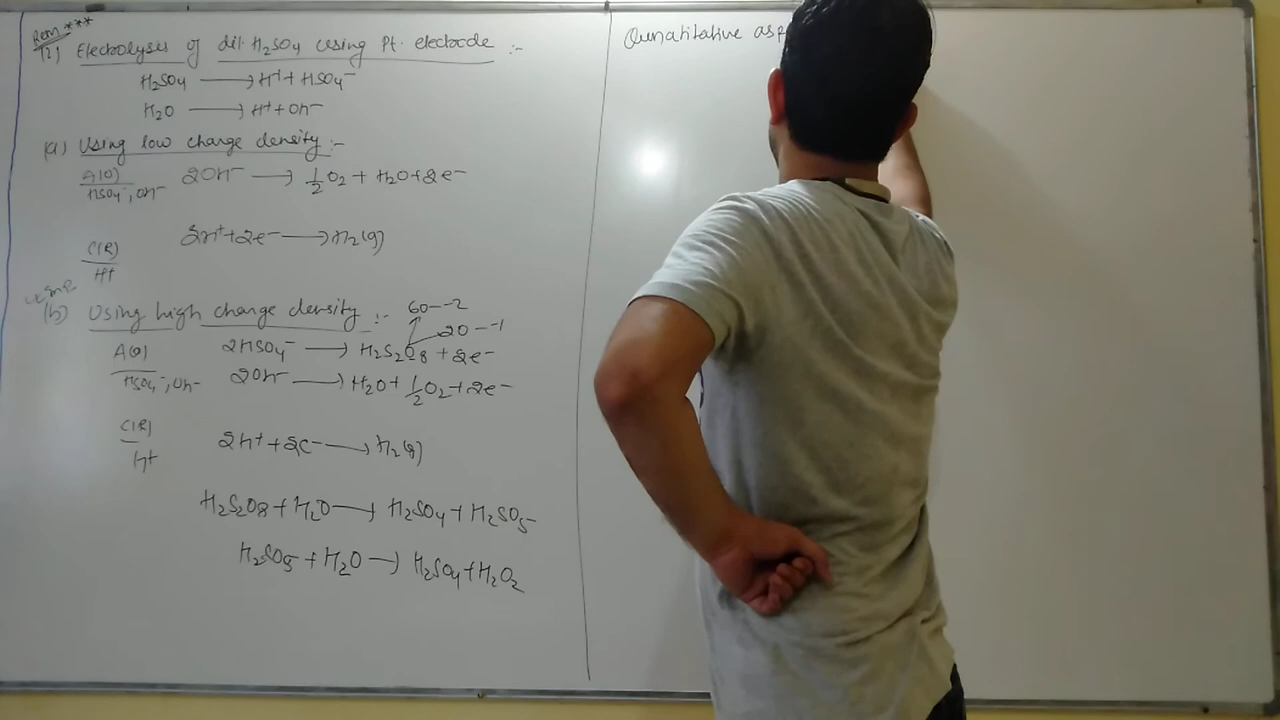 Rem ***
(2) Electrolysis of dil. H₂SO₄ using Pt. electrode :-
H₂SO₄ ⟶ H⁺ + HSO₄⁻
H₂O ⟶ H⁺ + OH⁻
(a) Using low change density :-
A(O) 2OH⁻ ⟶ 1/2 O₂ + H₂O + 2e⁻
HSO₄⁻, OH⁻
2H⁺ + 2e⁻ ⟶ H₂(g)
C(R)
H⁺
(b) Using high change density :-
6O--2
2O--1
A(O) 2HSO₄⁻ ⟶ H₂S₂O₈ + 2e⁻
HSO₄⁻, OH⁻ 2OH⁻ ⟶ H₂O + 1/2 O₂ + 2e⁻
C(R)
H⁺ 2H⁺ + 2e⁻ ⟶ H₂(g)
H₂S₂O₈ + H₂O ⟶ H₂SO₄ + H₂SO₅
H₂SO₅ + H₂O ⟶ H₂SO₄ + H₂O₂
Qunatitative asp